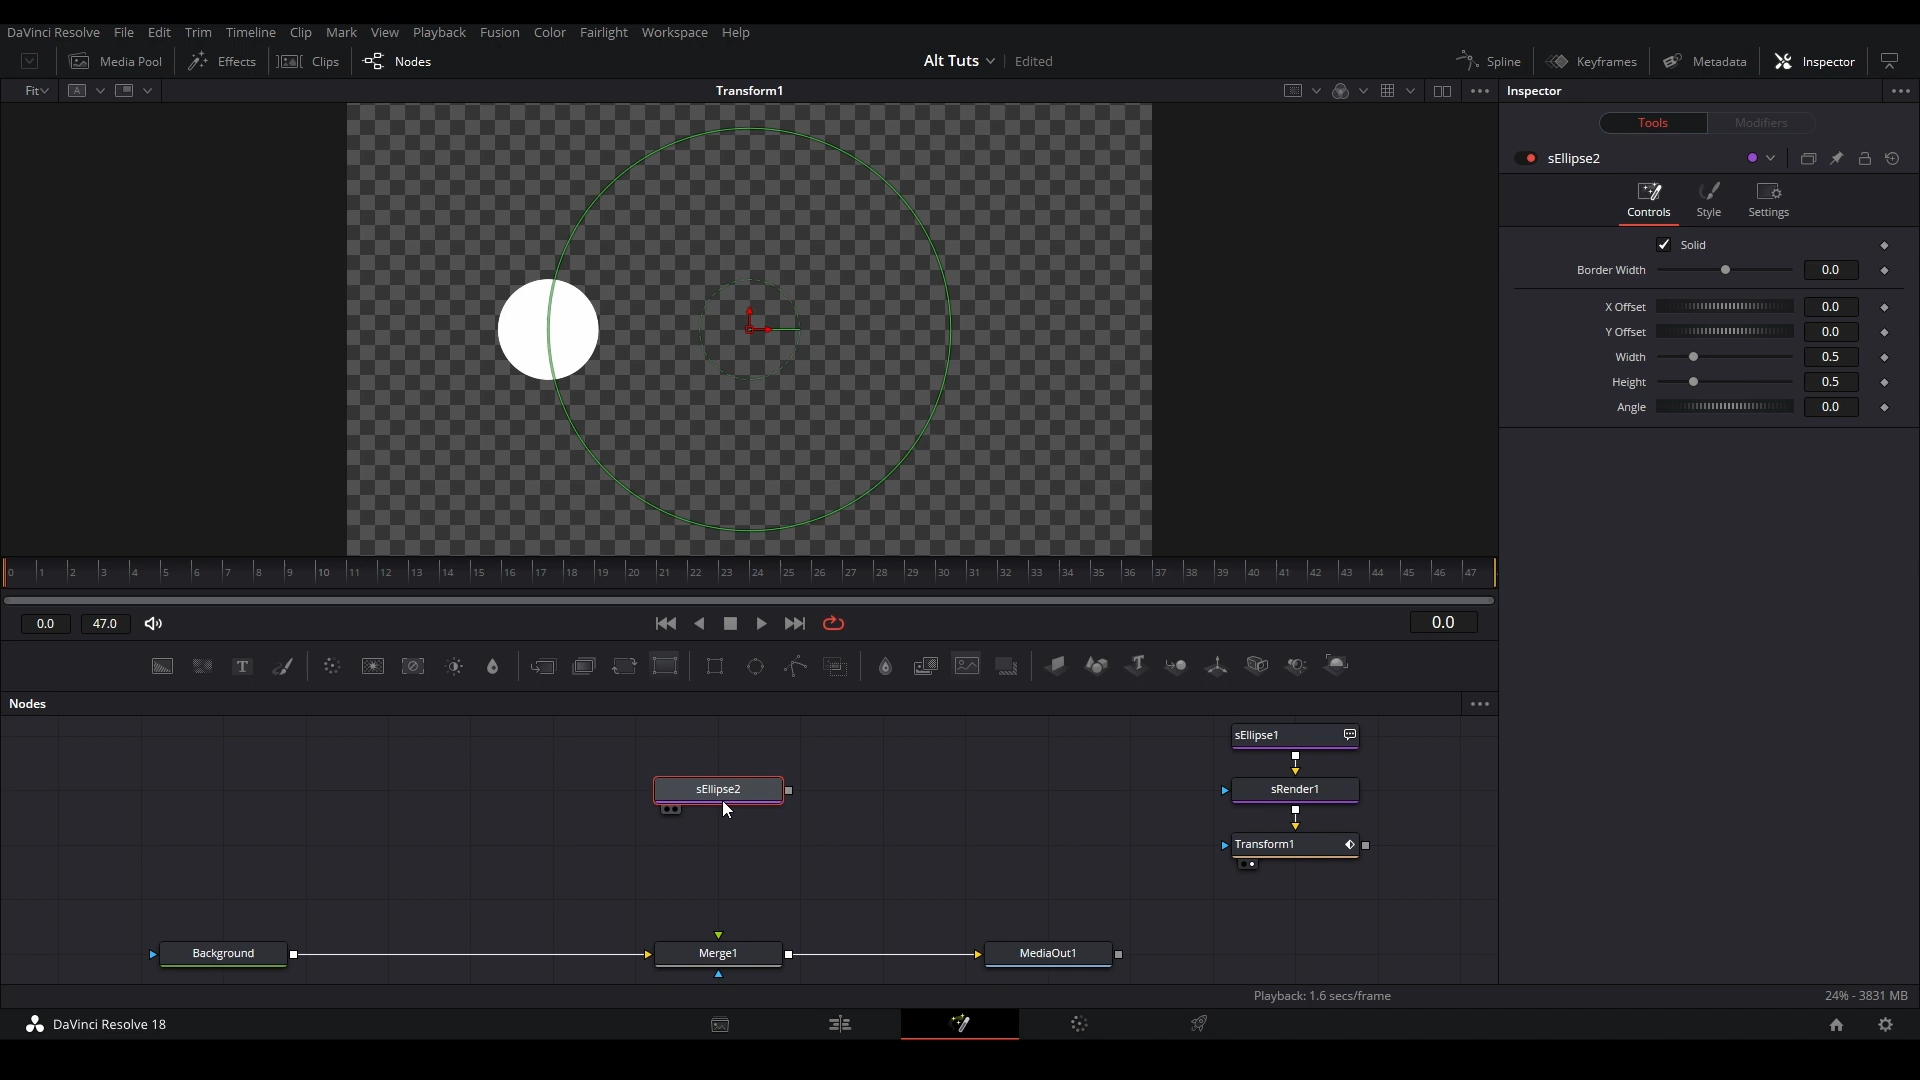 DaVinci Resolve File Edit Trim Timeline Clip Mark View Playback Fusion Color Fairlight Workspace Help
Media Pool Effects Clips Nodes Alt Tuts Edited Spline Keyframes Metadata Inspector
Fit A Transform1 Inspector
Tools Modifiers
sEllipse2
Controls Style Settings
Solid
Border Width 0.0
X Offset 0.0
Y Offset 0.0
Width 0.5
Height 0.5
Angle 0.0
0 1 2 3 4 5 6 7 8 9 10 11 12 13 14 15 16 17 18 19 20 21 22 23 24 25 26 27 28 29 30 31 32 33 34 35 36 37 38 39 40 41 42 43 44 45 46 47
0.0 47.0 0.0
T
Nodes
sEllipse1
sEllipse2 sRender1
Transform1
Background Merge1 MediaOut1
Playback: 1.6 secs/frame 24% - 3831 MB
DaVinci Resolve 18